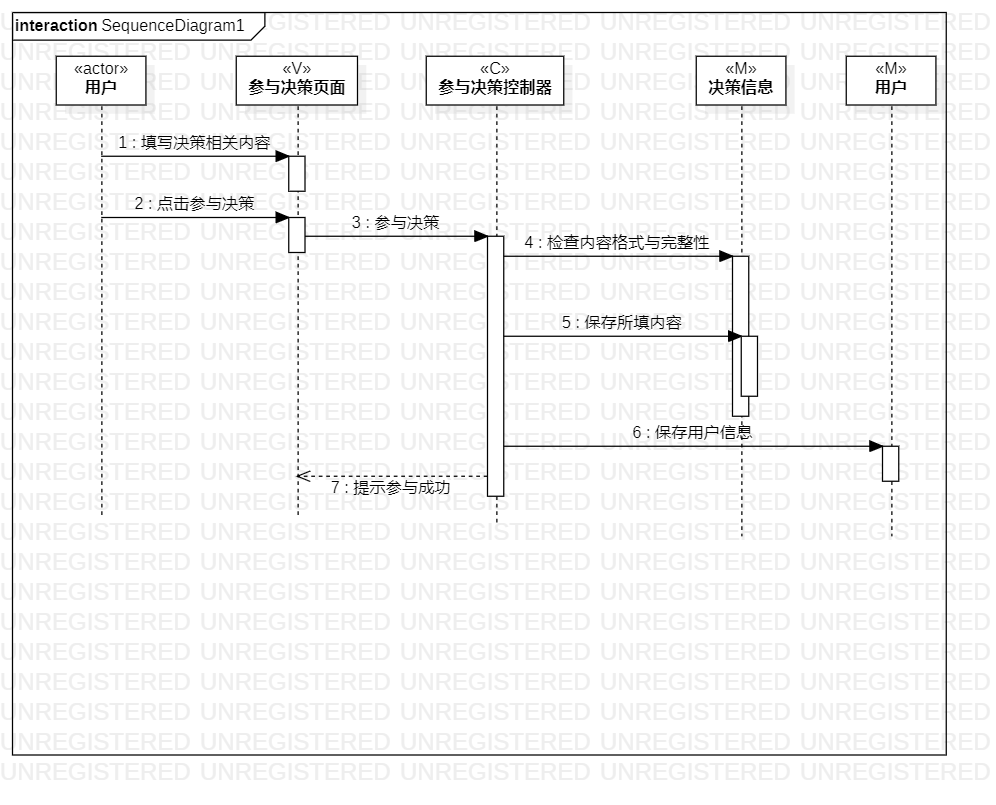 interaction SequenceDiagram1
«actor»
用户
«V»
参与决策页面
«C»
参与决策控制器
«M»
决策信息
«M»
用户
1 : 填写决策相关内容
2 : 点击参与决策
3 : 参与决策
4 : 检查内容格式与完整性
5 : 保存所填内容
6 : 保存用户信息
7 : 提示参与成功
UNREGISTERED